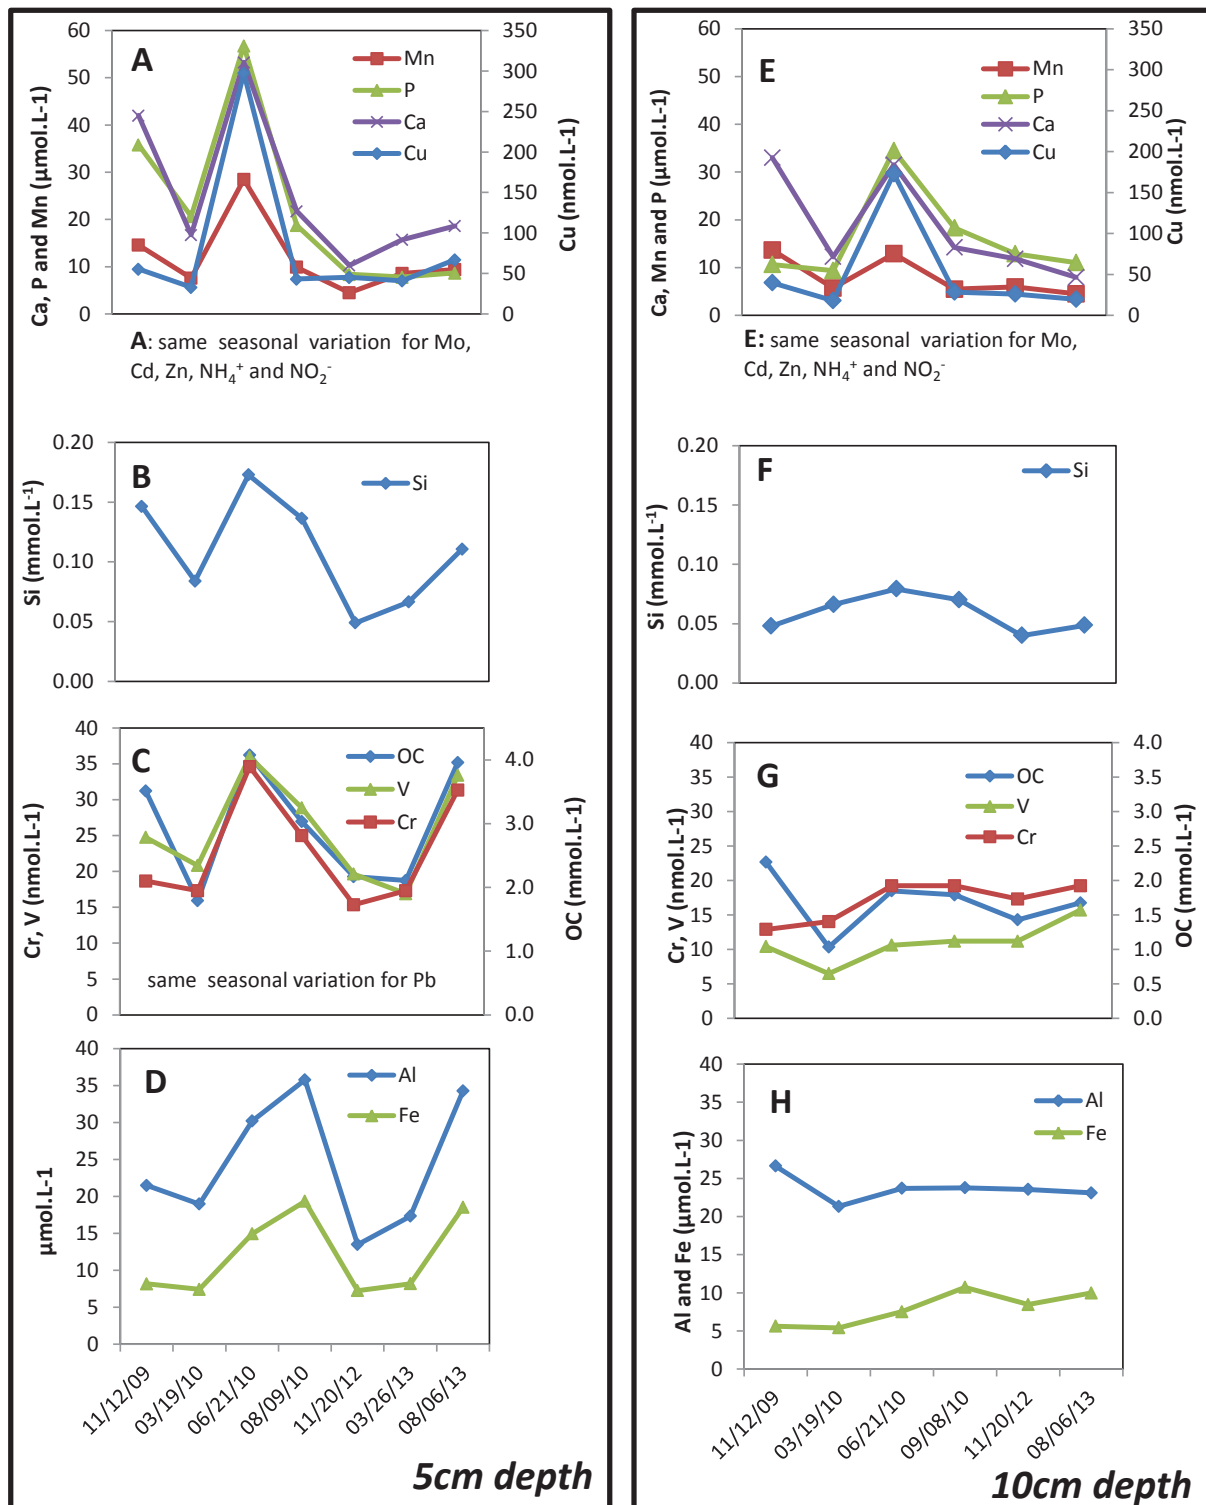 A
60
50
40
30
20
10
0
350
300
250
200
150
100
50
0
Ca, P and Mn (µmol.L-1)
Cu (nmol.L-1)
Mn
P
Ca
Cu
A: same seasonal variation for Mo,
Cd, Zn, NH₄⁺ and NO₂⁻
B
0.20
0.15
0.10
0.05
0.00
Si (mmol.L⁻¹)
Si
C
40
35
30
25
20
15
10
5
0
4.0
3.0
2.0
1.0
0.0
Cr, V (nmol.L-1)
OC (mmol.L-1)
OC
V
Cr
same seasonal variation for Pb
D
40
35
30
25
20
15
10
5
0
µmol.L-1
Al
Fe
11/12/09
03/19/10
06/21/10
08/09/10
11/20/12
03/26/13
08/06/13
5cm depth
E
60
50
40
30
20
10
0
350
300
250
200
150
100
50
0
Ca, Mn and P (µmol.L-1)
Cu (nmol.L-1)
Mn
P
Ca
Cu
E: same seasonal variation for Mo,
Cd, Zn, NH₄⁺ and NO₂⁻
F
0.20
0.15
0.10
0.05
0.00
Si (mmol.L⁻¹)
Si
G
40
35
30
25
20
15
10
5
0
4.0
3.5
3.0
2.5
2.0
1.5
1.0
0.5
0.0
Cr, V (nmol.L-1)
OC (mmol.L-1)
OC
V
Cr
H
40
35
30
25
20
15
10
5
0
Al and Fe (µmol.L-1)
Al
Fe
11/12/09
03/19/10
06/21/10
09/08/10
11/20/12
08/06/13
10cm depth